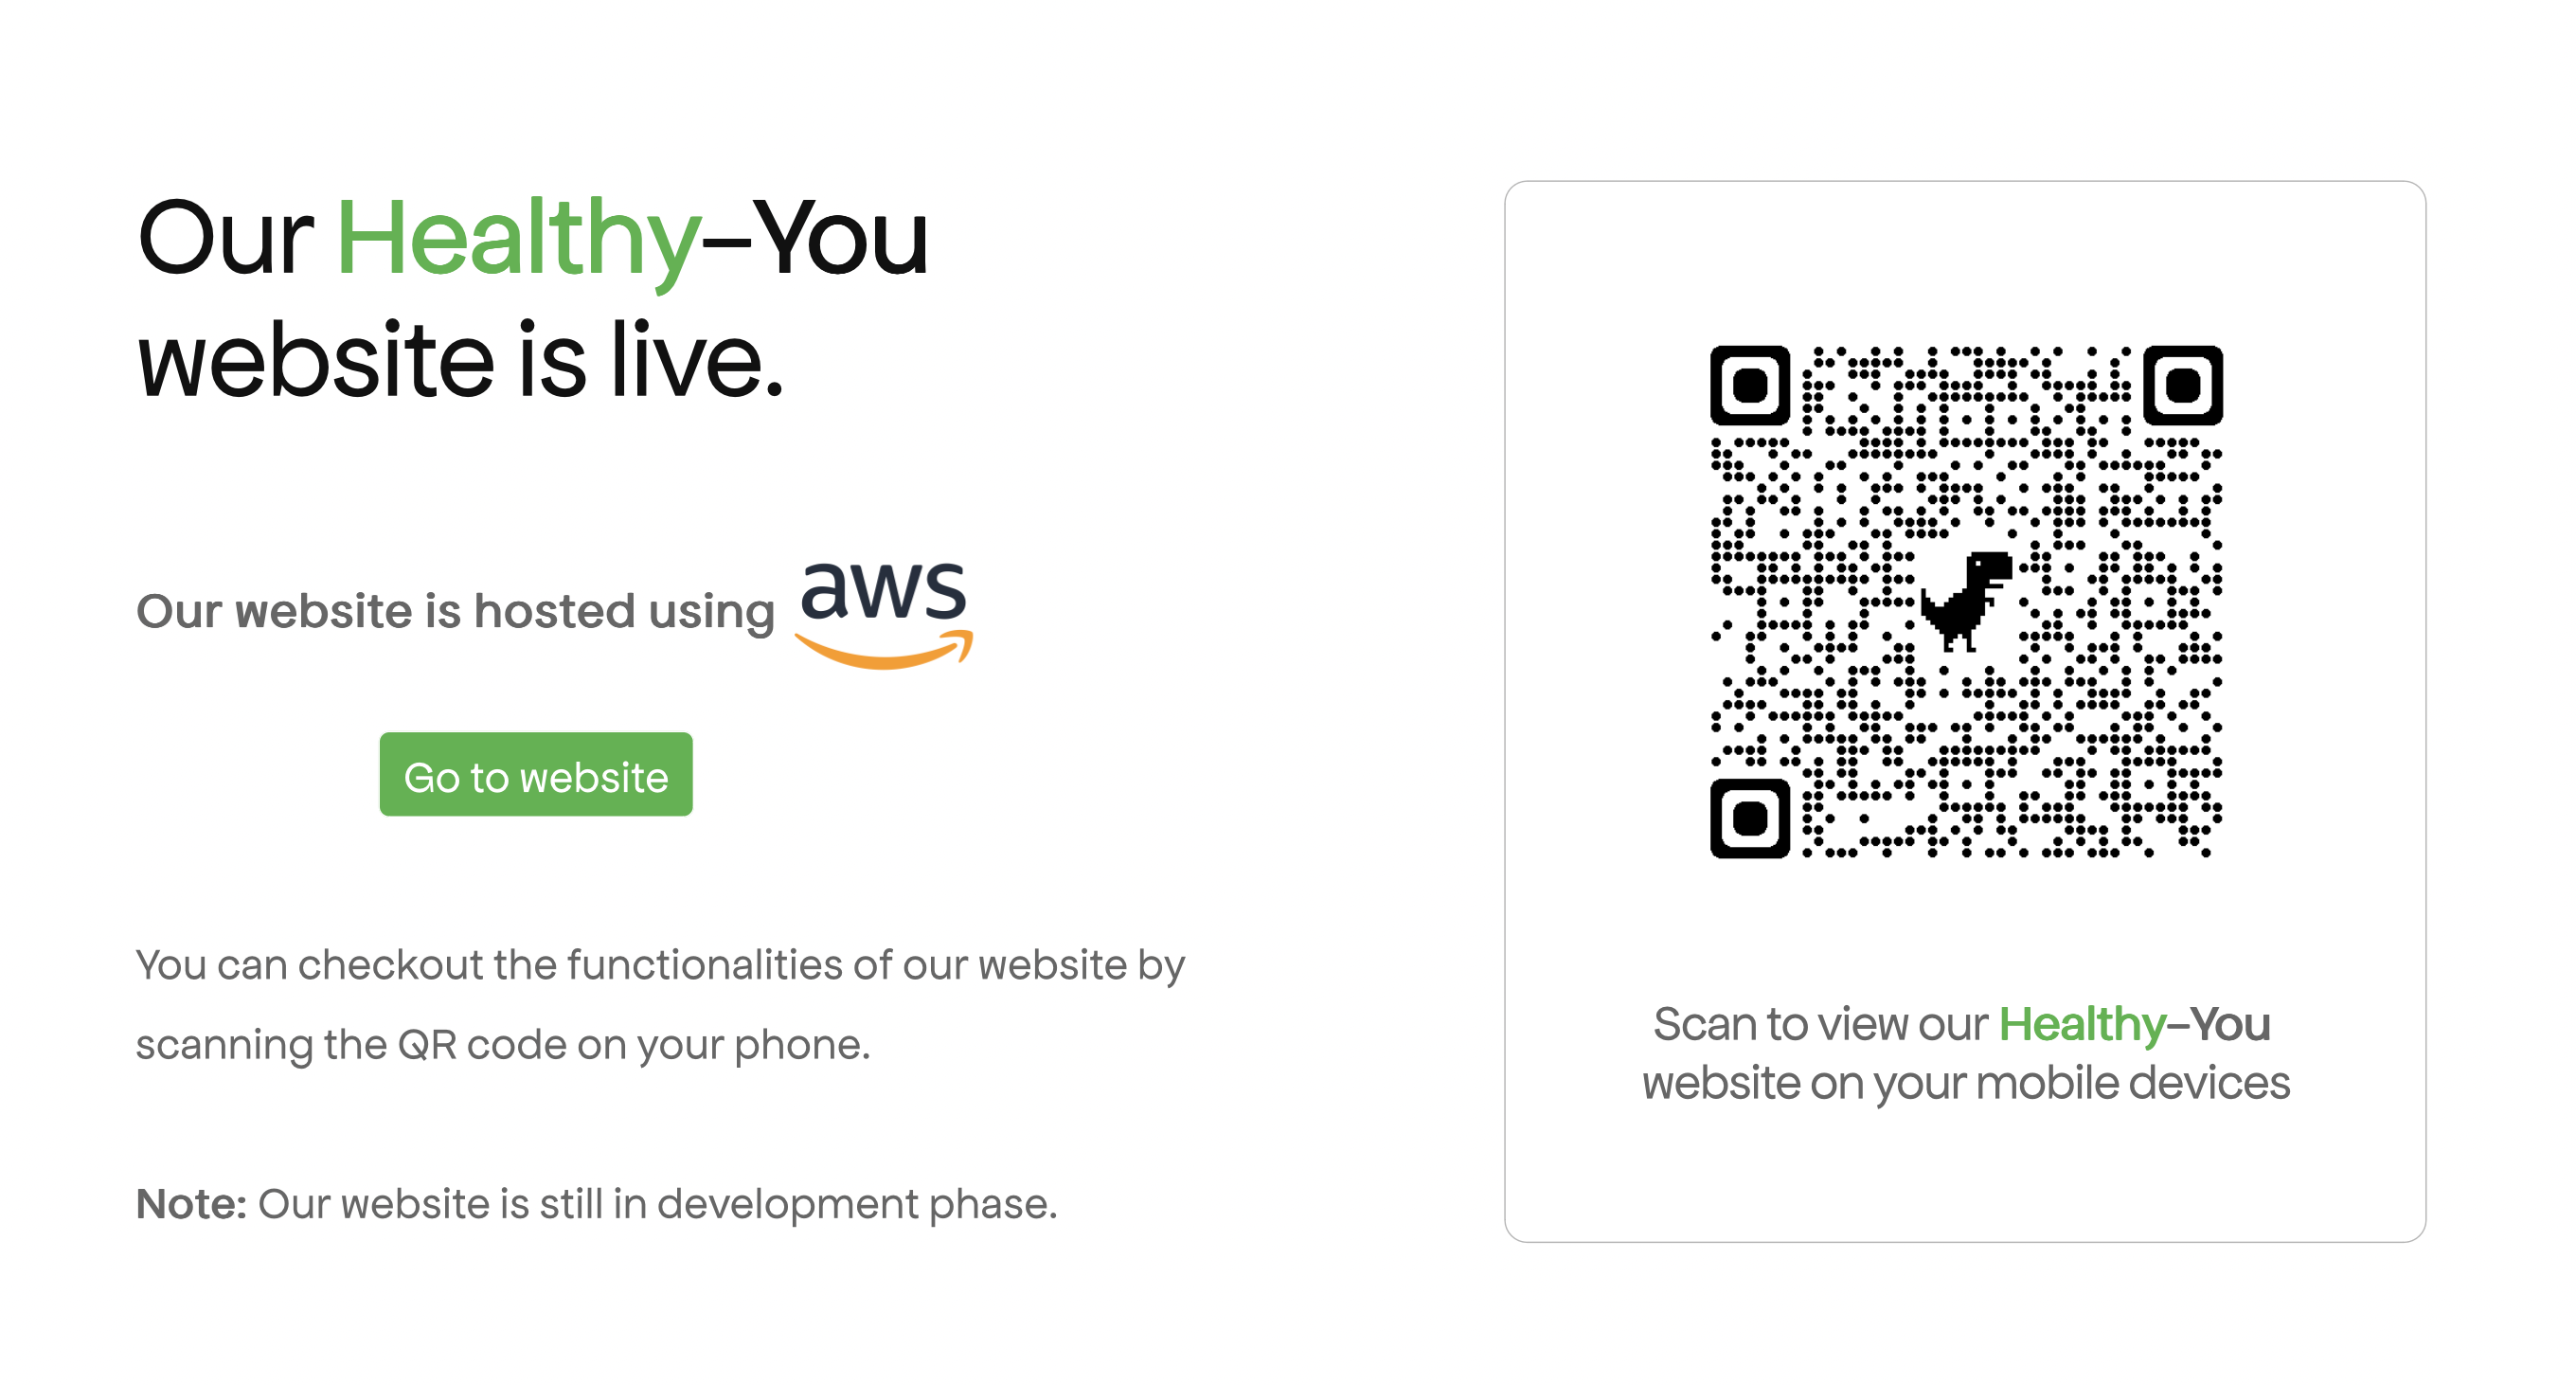 Our Healthy–You
website is live.
Our website is hosted using aws
Go to website
You can checkout the functionalities of our website by
scanning the QR code on your phone.
Note: Our website is still in development phase.
Scan to view our Healthy–You
website on your mobile devices